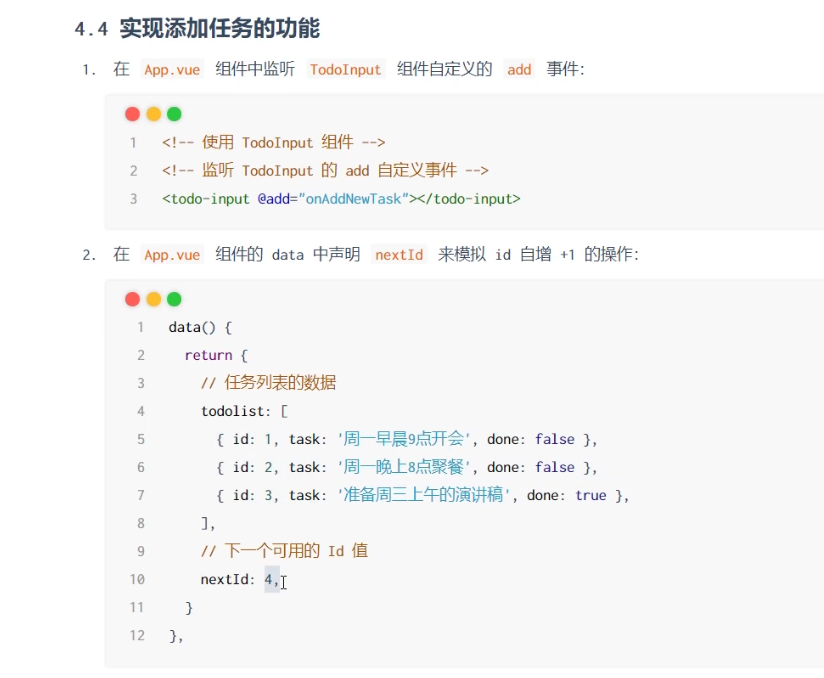 4.4 实现添加任务的功能
1. 在 App.vue 组件中监听 TodoInput 组件自定义的 add 事件:
1 <!-- 使用 TodoInput 组件 -->
2 <!-- 监听 TodoInput 的 add 自定义事件 -->
3 <todo-input @add="onAddNewTask"></todo-input>
2. 在 App.vue 组件的 data 中声明 nextId 来模拟 id 自增 +1 的操作:
1 data() {
2 return {
3 // 任务列表的数据
4 todolist: [
5 { id: 1, task: '周一早晨9点开会', done: false },
6 { id: 2, task: '周一晚上8点聚餐', done: false },
7 { id: 3, task: '准备周三上午的演讲稿', done: true },
8 ],
9 // 下一个可用的 Id 值
10 nextId: 4,
11 }
12 },